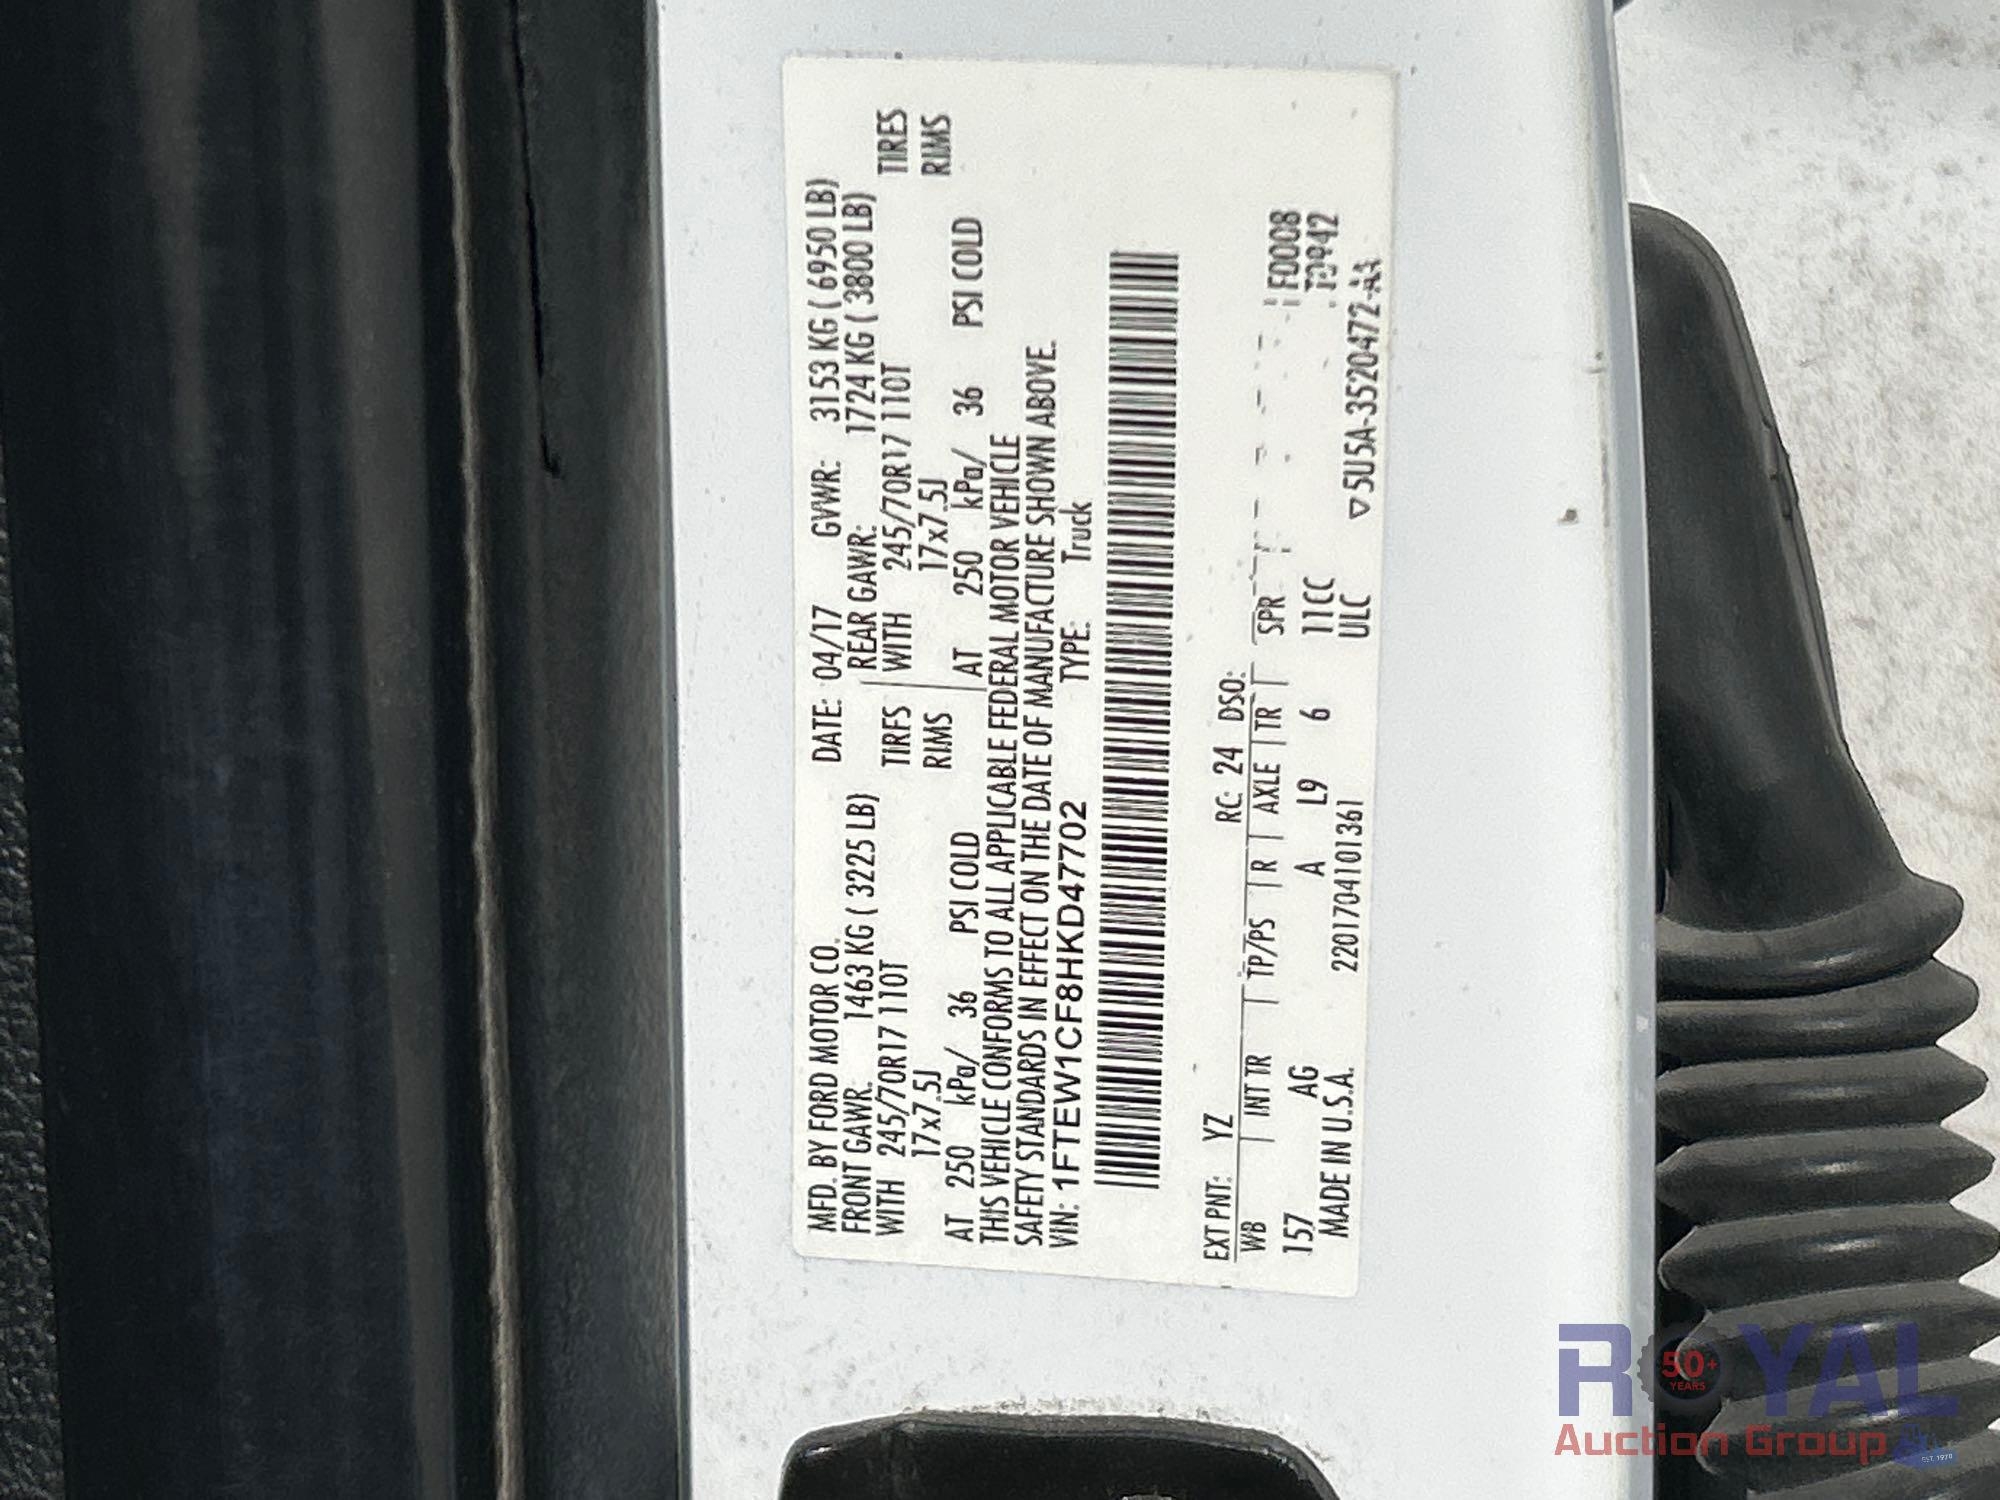 MFD. BY FORD MOTOR CO. DATE: 04/17 GVWR: 3153 KG ( 6950 LB)
FRONT GAWR: 1463 KG ( 3225 LB) REAR GAWR: 1724 KG ( 3800 LB)
WITH 245/70R17 110T TIRES WITH 245/70R17 110T TIRES
17x7.5J RIMS 17x7.5J RIMS
AT 250 kPa/ 36 PSI COLD AT 250 kPa/ 36 PSI COLD
THIS VEHICLE CONFORMS TO ALL APPLICABLE FEDERAL MOTOR VEHICLE
SAFETY STANDARDS IN EFFECT ON THE DATE OF MANUFACTURE SHOWN ABOVE.
VIN: 1FTEW1CF8HKD47702 TYPE: Truck
EXT PNT: YZ RC: 24 DSO: F0008
WB INT TR TP/PS R AXLE TR SPR
157 AG A L9 6 11CC
MADE IN U.S.A. 220170410 1361 ULC ▽5U5A-3520472-AA
ROYAL
50+
YEARS
Auction Group
EST. 1970